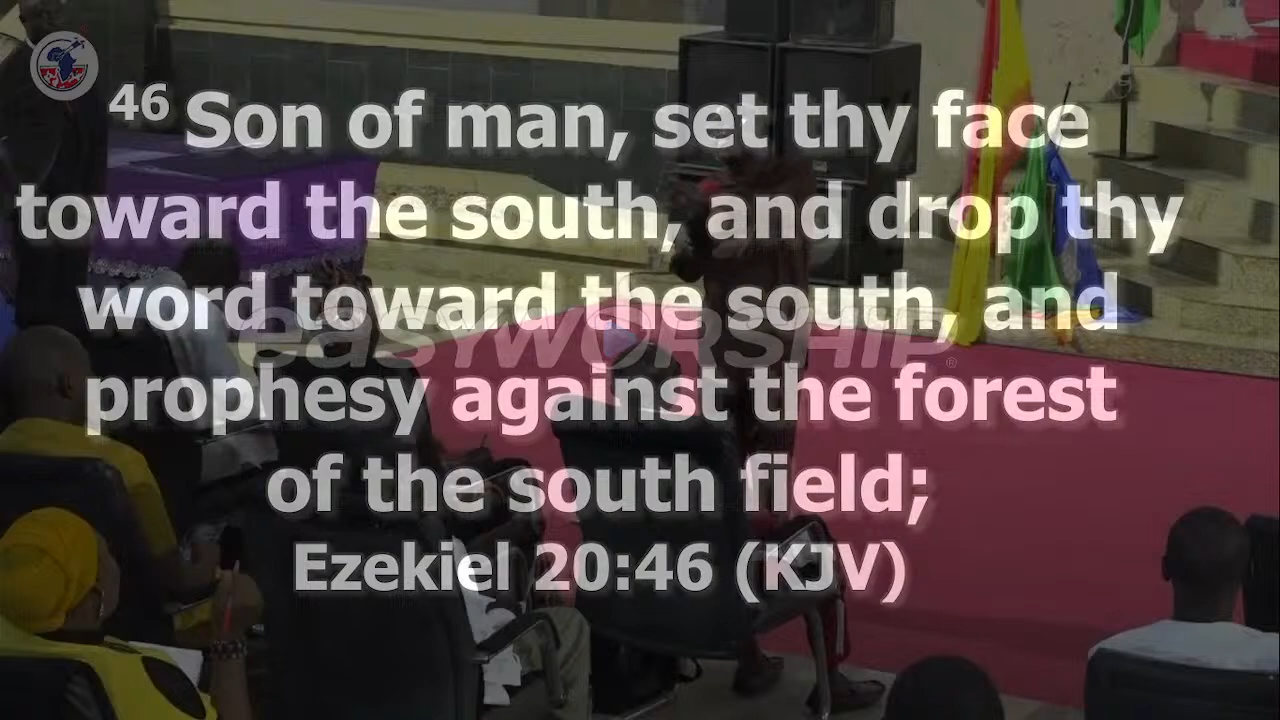 46 Son of man, set thy face
toward the south, and drop thy
word toward the south, and
easyworship®
prophesy against the forest
of the south field;
Ezekiel 20:46 (KJV)